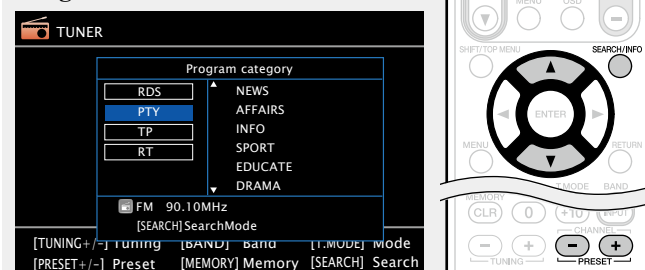 TUNER
Program category
RDS
PTY
TP
RT
NEWS
AFFAIRS
INFO
SPORT
EDUCATE
DRAMA
FM 90.10MHz
[SEARCH] SearchMode
[TUNING+/-] Tuning [BAND] Band [T.MODE] Mode
[PRESET+/-] Preset [MEMORY] Memory [SEARCH] Search
MENU OSD
SHIFT/TOP MENU SEARCH/INFO
ENTER
MENU RETURN
T.MODE BAND
MEMORY
CLR 0 +10 INPUT
CHANNEL
TUNING PRESET